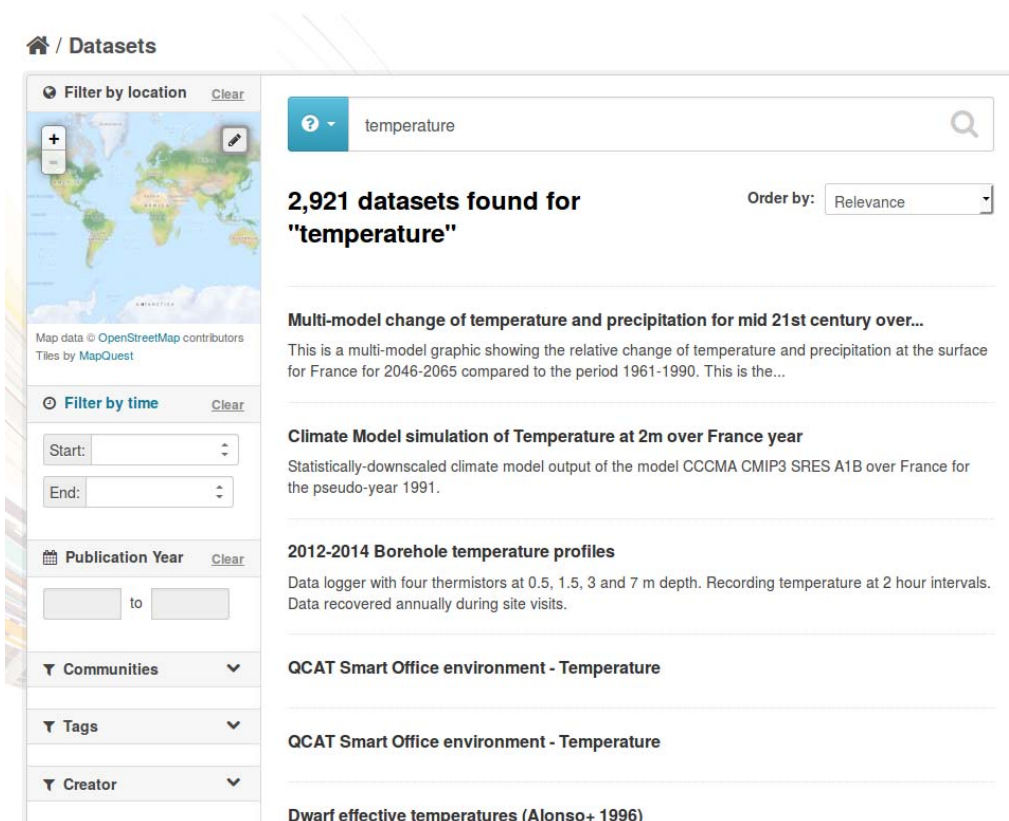 / Datasets
Filter by location Clear
+
-
ANTARCTICA
Map data © OpenStreetMap contributors
Tiles by MapQuest
Filter by time Clear
Start:
End:
Publication Year Clear
to
Communities
Tags
Creator
? temperature
2,921 datasets found for
"temperature"
Order by: Relevance
Multi-model change of temperature and precipitation for mid 21st century over...
This is a multi-model graphic showing the relative change of temperature and precipitation at the surface
for France for 2046-2065 compared to the period 1961-1990. This is the...
Climate Model simulation of Temperature at 2m over France year
Statistically-downscaled climate model output of the model CCCMA CMIP3 SRES A1B over France for
the pseudo-year 1991.
2012-2014 Borehole temperature profiles
Data logger with four thermistors at 0.5, 1.5, 3 and 7 m depth. Recording temperature at 2 hour intervals.
Data recovered annually during site visits.
QCAT Smart Office environment - Temperature
QCAT Smart Office environment - Temperature
Dwarf effective temperatures (Alonso+ 1996)